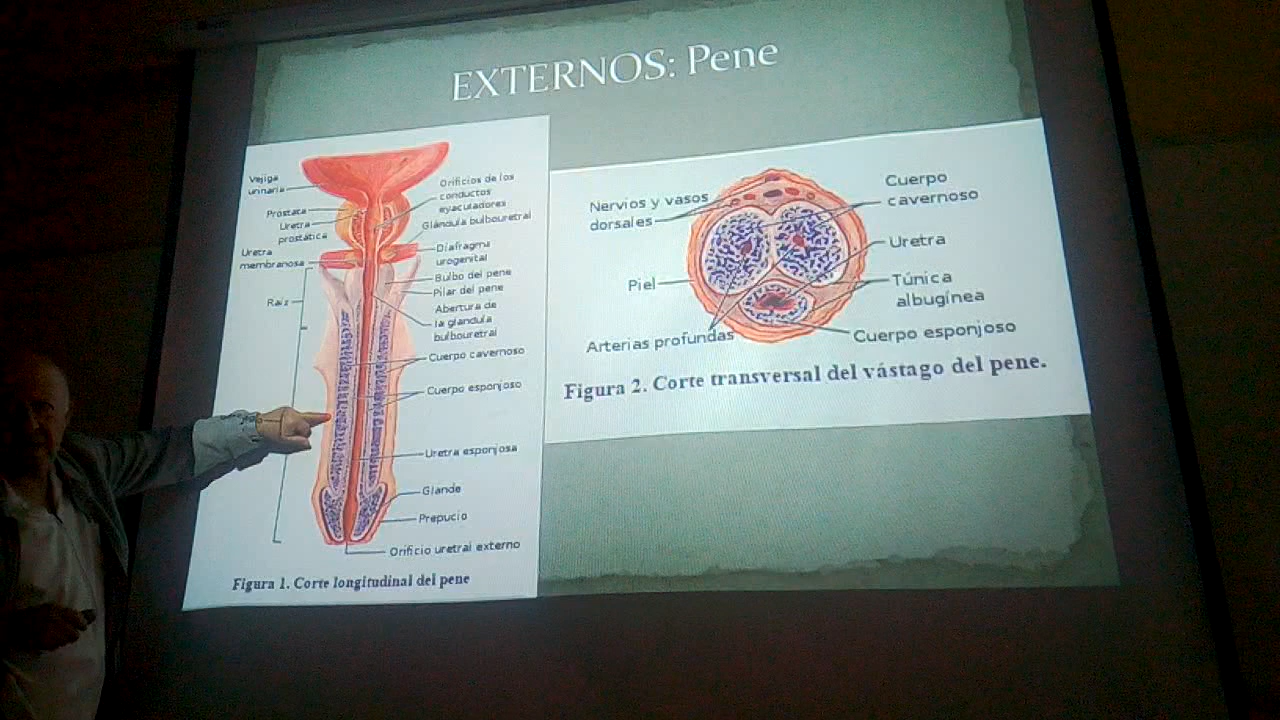 EXTERNOS: Pene
Vejiga
urinaria
Próstata
Uretra
prostática
Uretra
membranosa
Raíz
Orificios de los
conductos
eyaculadores
Glándula bulbouretral
Diafragma
urogenital
Bulbo del pene
Pilar del pene
Abertura de
la glándula
bulbouretral
Cuerpo cavernoso
Cuerpo esponjoso
Uretra esponjosa
Glande
Prepucio
Orificio uretral externo
Figura 1. Corte longitudinal del pene
Nervios y vasos
dorsales
Piel
Arterias profundas
Cuerpo
cavernoso
Uretra
Túnica
albugínea
Cuerpo esponjoso
Figura 2. Corte transversal del vástago del pene.